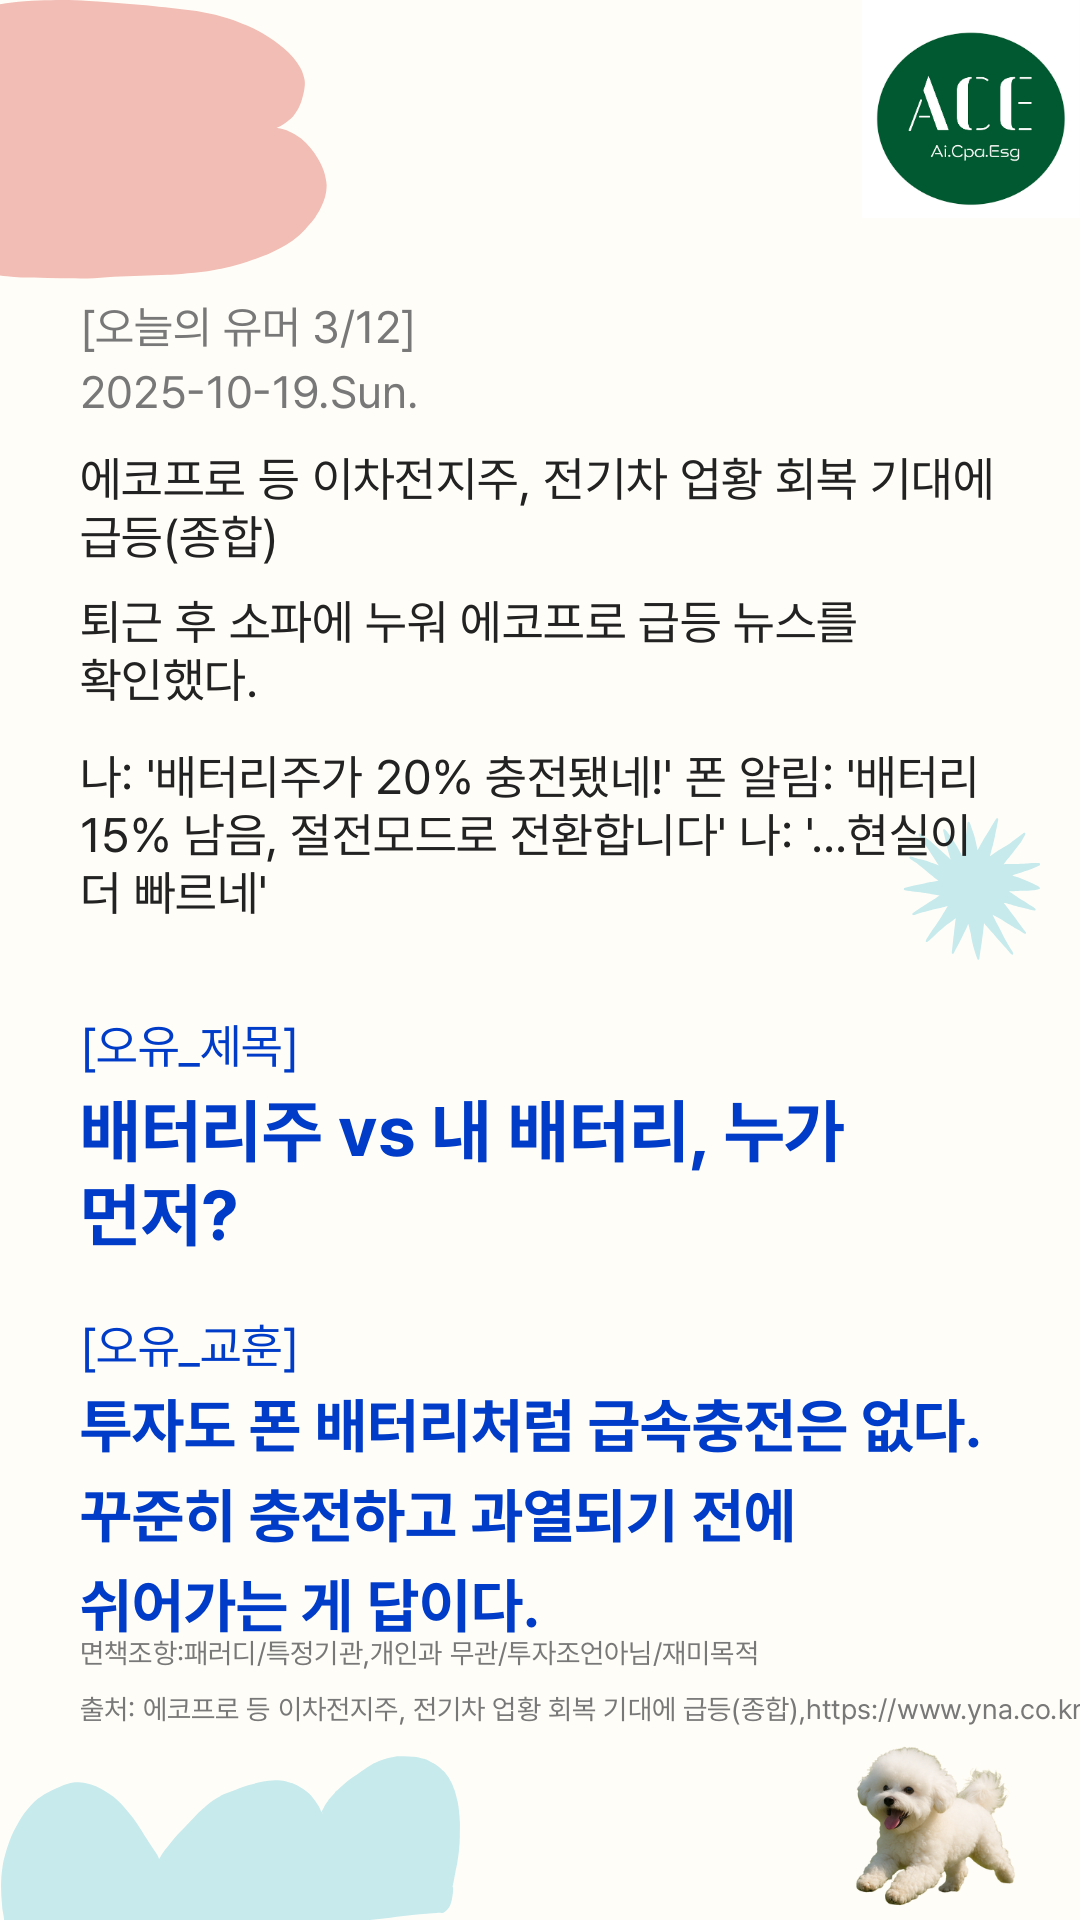 ACE
Ai.Cpa.Esg
[오늘의 유머 3/12]
2025-10-19.Sun.
에코프로 등 이차전지주, 전기차 업황 회복 기대에
급등(종합)
퇴근 후 소파에 누워 에코프로 급등 뉴스를
확인했다.
나: '배터리주가 20% 충전됐네!' 폰 알림: '배터리
15% 남음, 절전모드로 전환합니다' 나: '...현실이
더 빠르네'
[오유_제목]
배터리주 vs 내 배터리, 누가
먼저?
[오유_교훈]
투자도 폰 배터리처럼 급속충전은 없다.
꾸준히 충전하고 과열되기 전에
쉬어가는 게 답이다.
면책조항:패러디/특정기관,개인과 무관/투자조언아님/재미목적
출처: 에코프로 등 이차전지주, 전기차 업황 회복 기대에 급등(종합),https://www.yna.co.kr